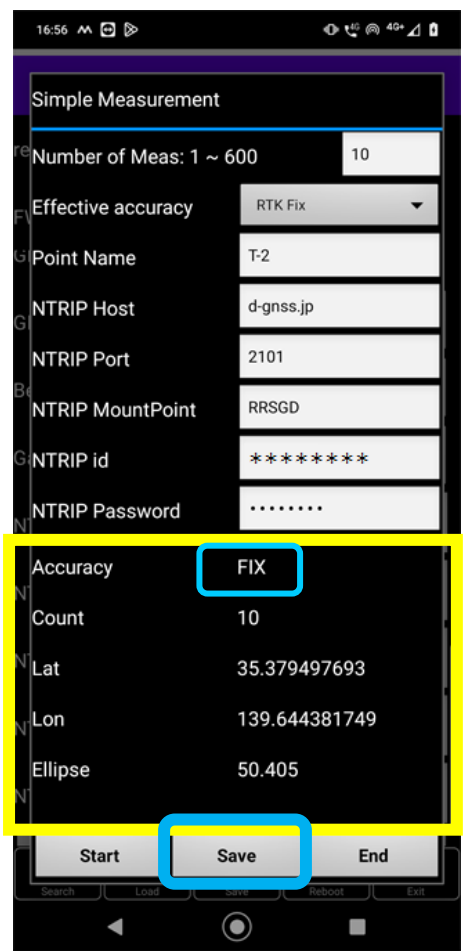 16:56 4G 4G+
Simple Measurement
Number of Meas: 1 ~ 600 10
Effective accuracy RTK Fix
Point Name T-2
NTRIP Host d-gnss.jp
NTRIP Port 2101
NTRIP MountPoint RRSGD
NTRIP id ********
NTRIP Password ········
Accuracy FIX
Count 10
Lat 35.379497693
Lon 139.644381749
Ellipse 50.405
Start Save End
Search Load Save Reboot Exit